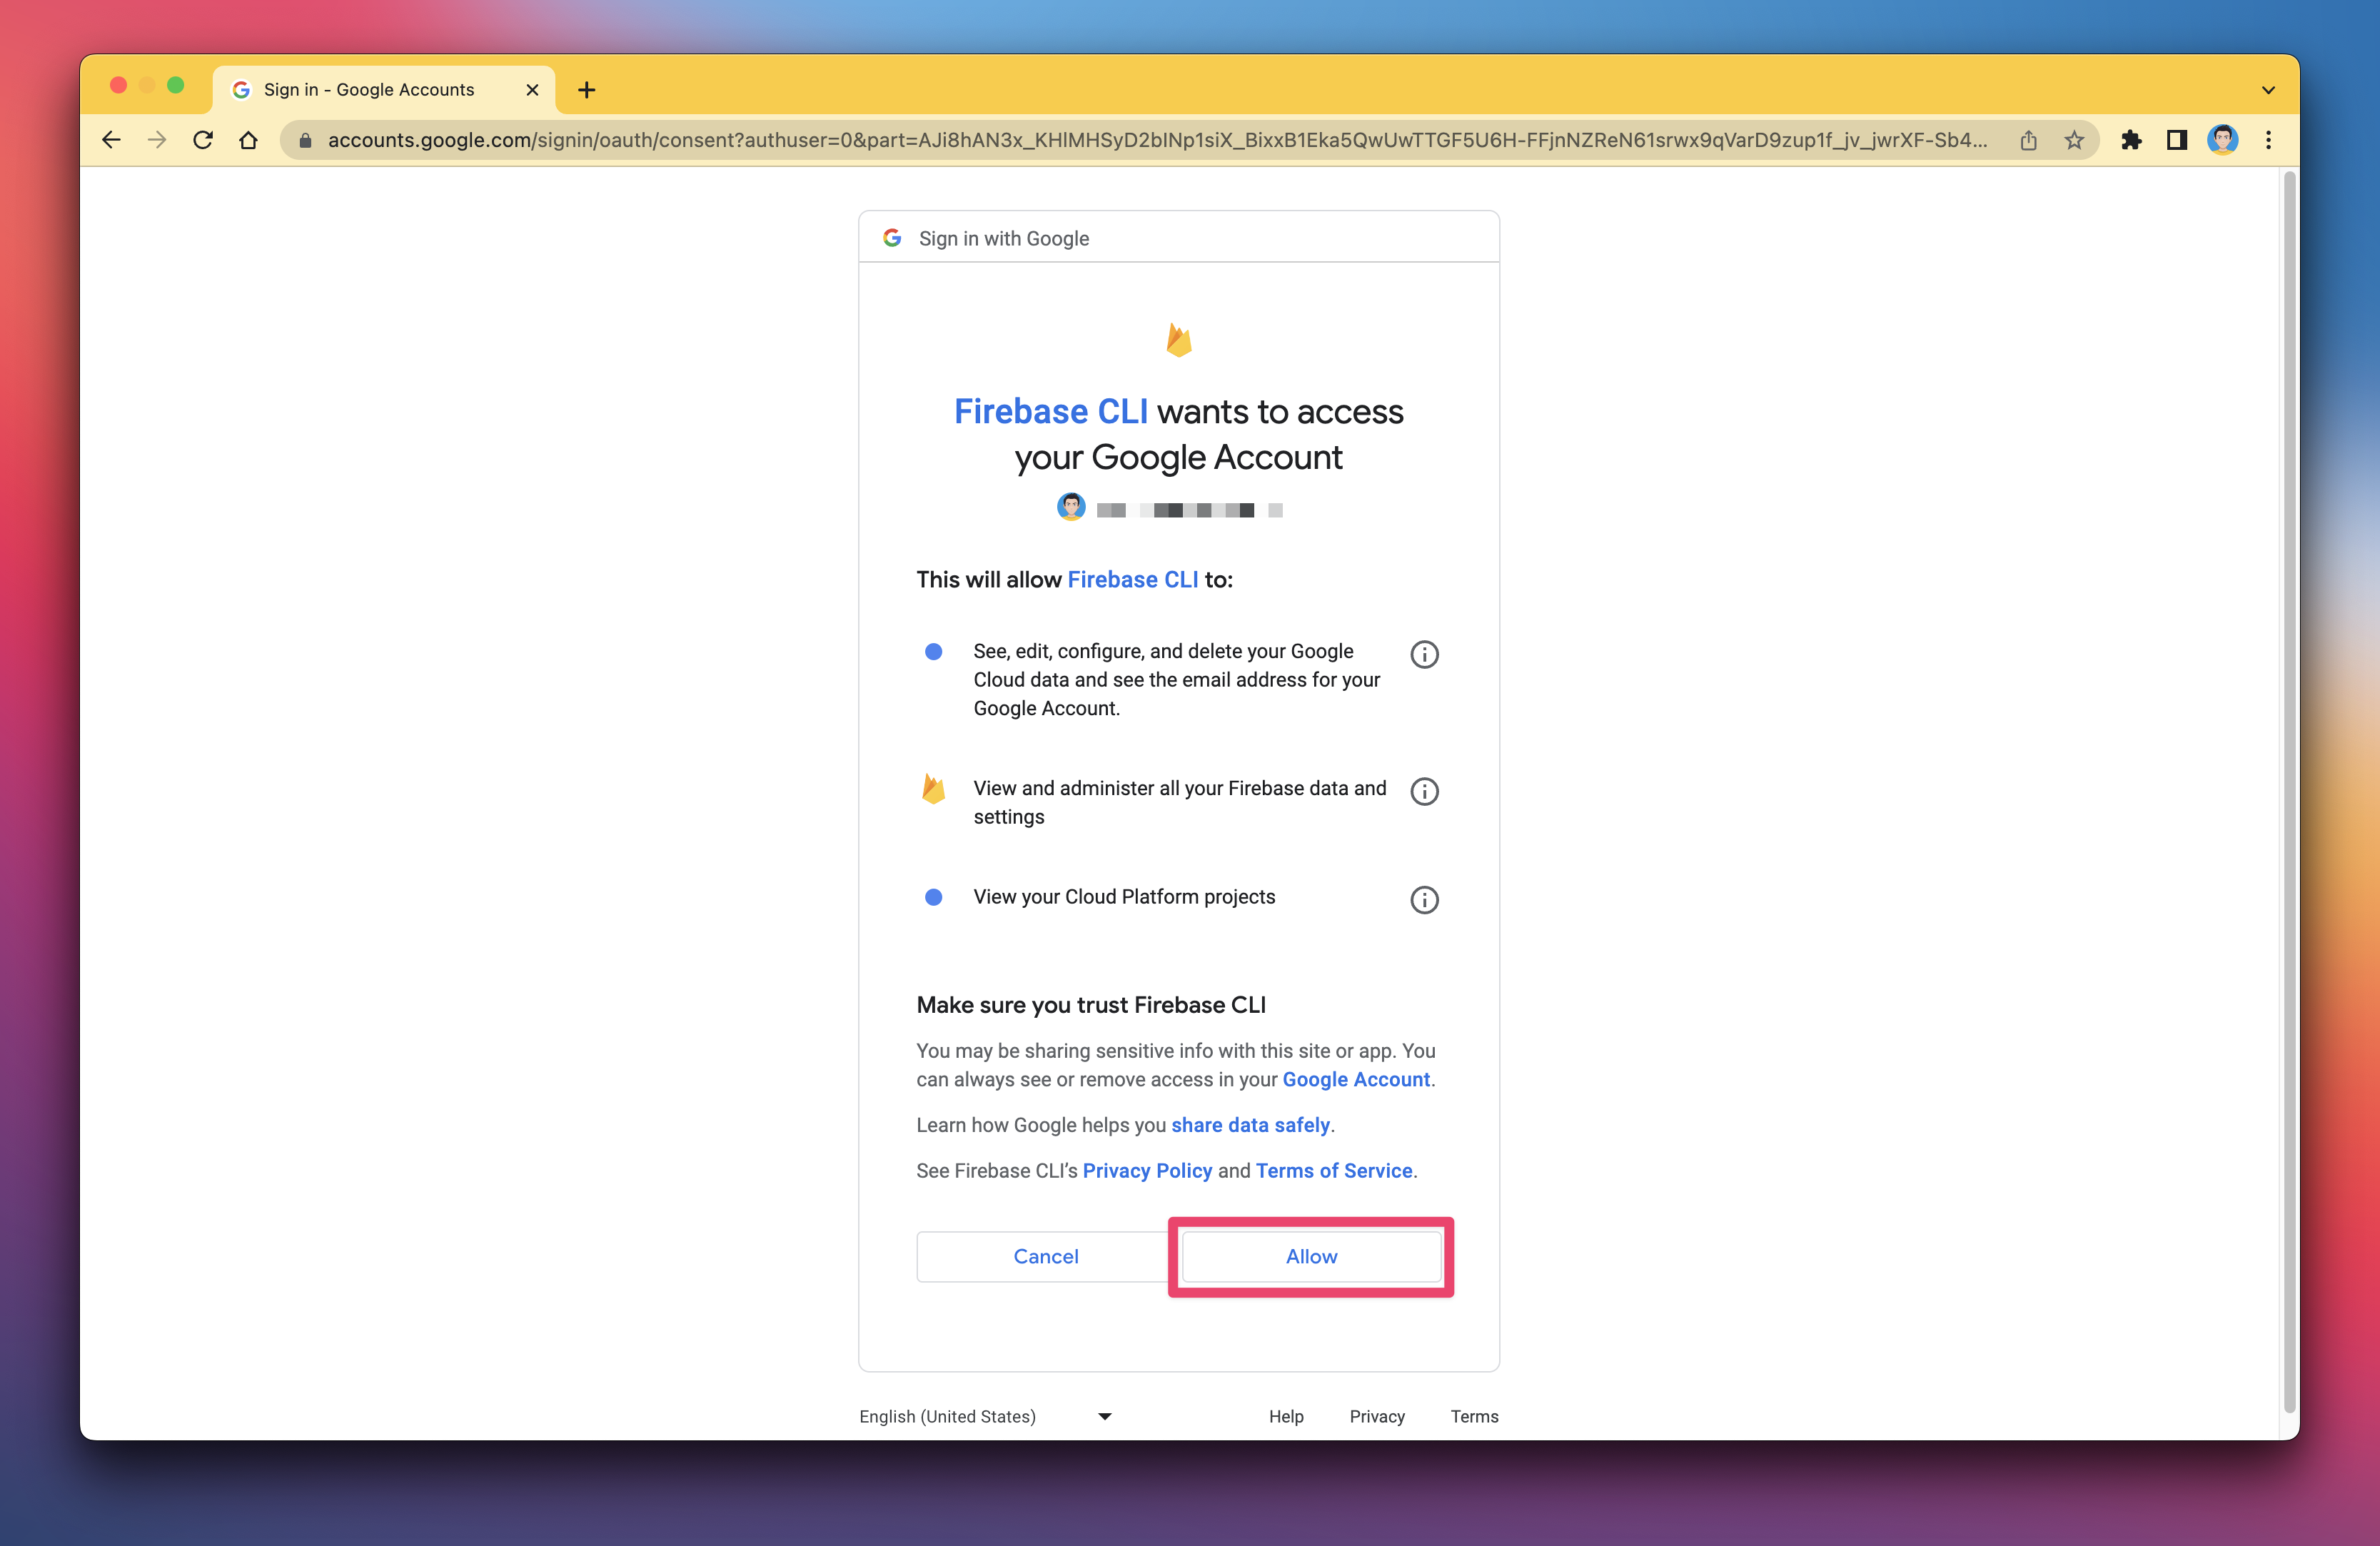 Sign in - Google Accounts
accounts.google.com/signin/oauth/consent?authuser=0&part=AJi8hAN3x_KHlMHSyD2bINp1siX_BixxB1Eka5QwUwTTGF5U6H-FFjnNZReN61srwx9qVarD9zup1f_jv_jwrXF-Sb4...
Sign in with Google
Firebase CLI wants to access
your Google Account
This will allow Firebase CLI to:
See, edit, configure, and delete your Google
Cloud data and see the email address for your
Google Account.
View and administer all your Firebase data and
settings
View your Cloud Platform projects
Make sure you trust Firebase CLI
You may be sharing sensitive info with this site or app. You
can always see or remove access in your Google Account.
Learn how Google helps you share data safely.
See Firebase CLI’s Privacy Policy and Terms of Service.
Cancel
Allow
English (United States)
Help
Privacy
Terms